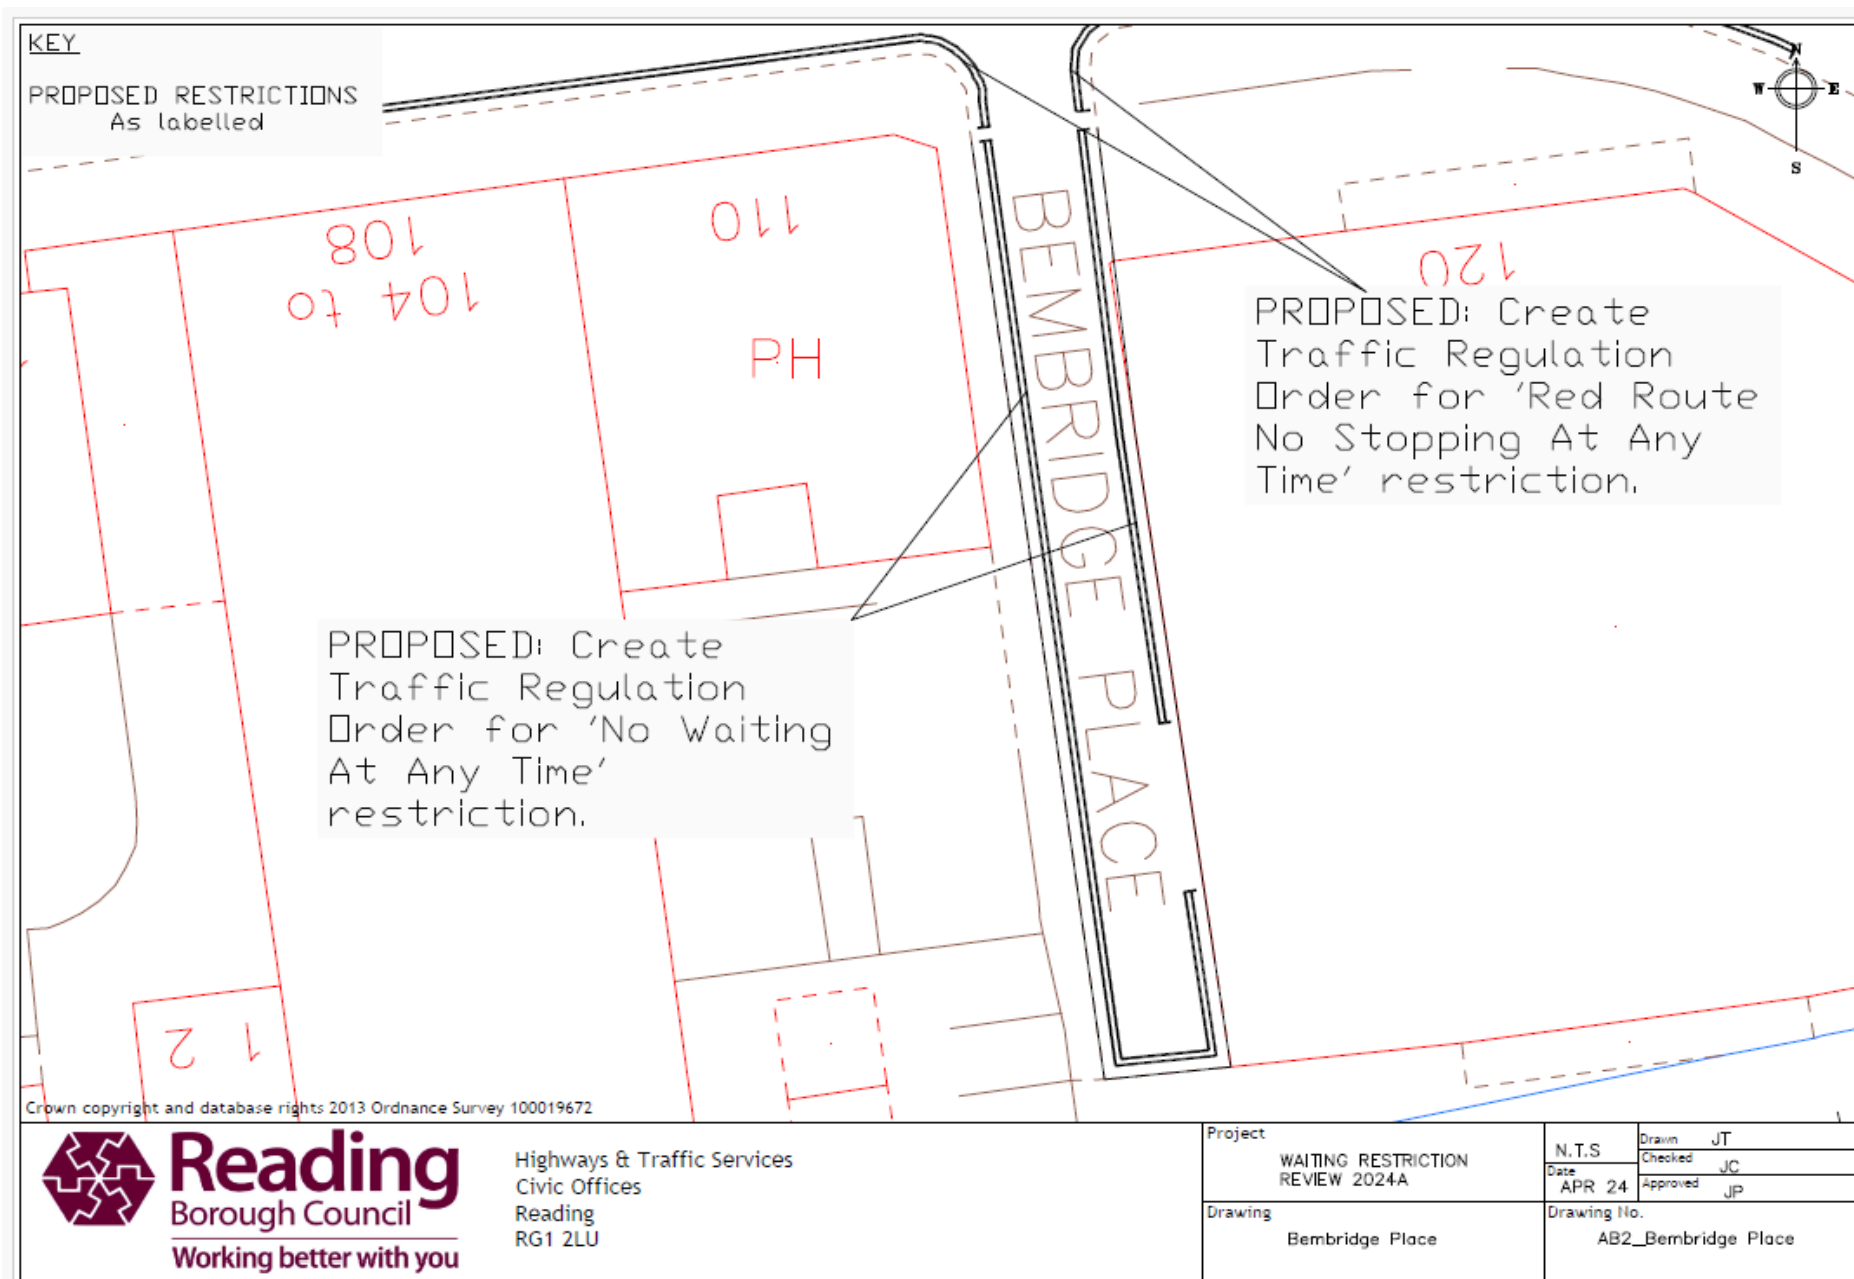 KEY
PROPOSED RESTRICTIONS
As labelled
N
W E
S
110
108
104 to
120
PH
BEMBRIDGE PLACE
PROPOSED: Create
Traffic Regulation
Order for 'Red Route
No Stopping At Any
Time' restriction.
PROPOSED: Create
Traffic Regulation
Order for 'No Waiting
At Any Time'
restriction.
1 2
Crown copyright and database rights 2013 Ordnance Survey 100019672
Reading
Borough Council
Working better with you
Highways & Traffic Services
Civic Offices
Reading
RG1 2LU
Project
WAITING RESTRICTION
REVIEW 2024A
Drawing
Bembridge Place
N.T.S
Date
APR 24
Drawn JT
Checked JC
Approved JP
Drawing No.
AB2_Bembridge Place